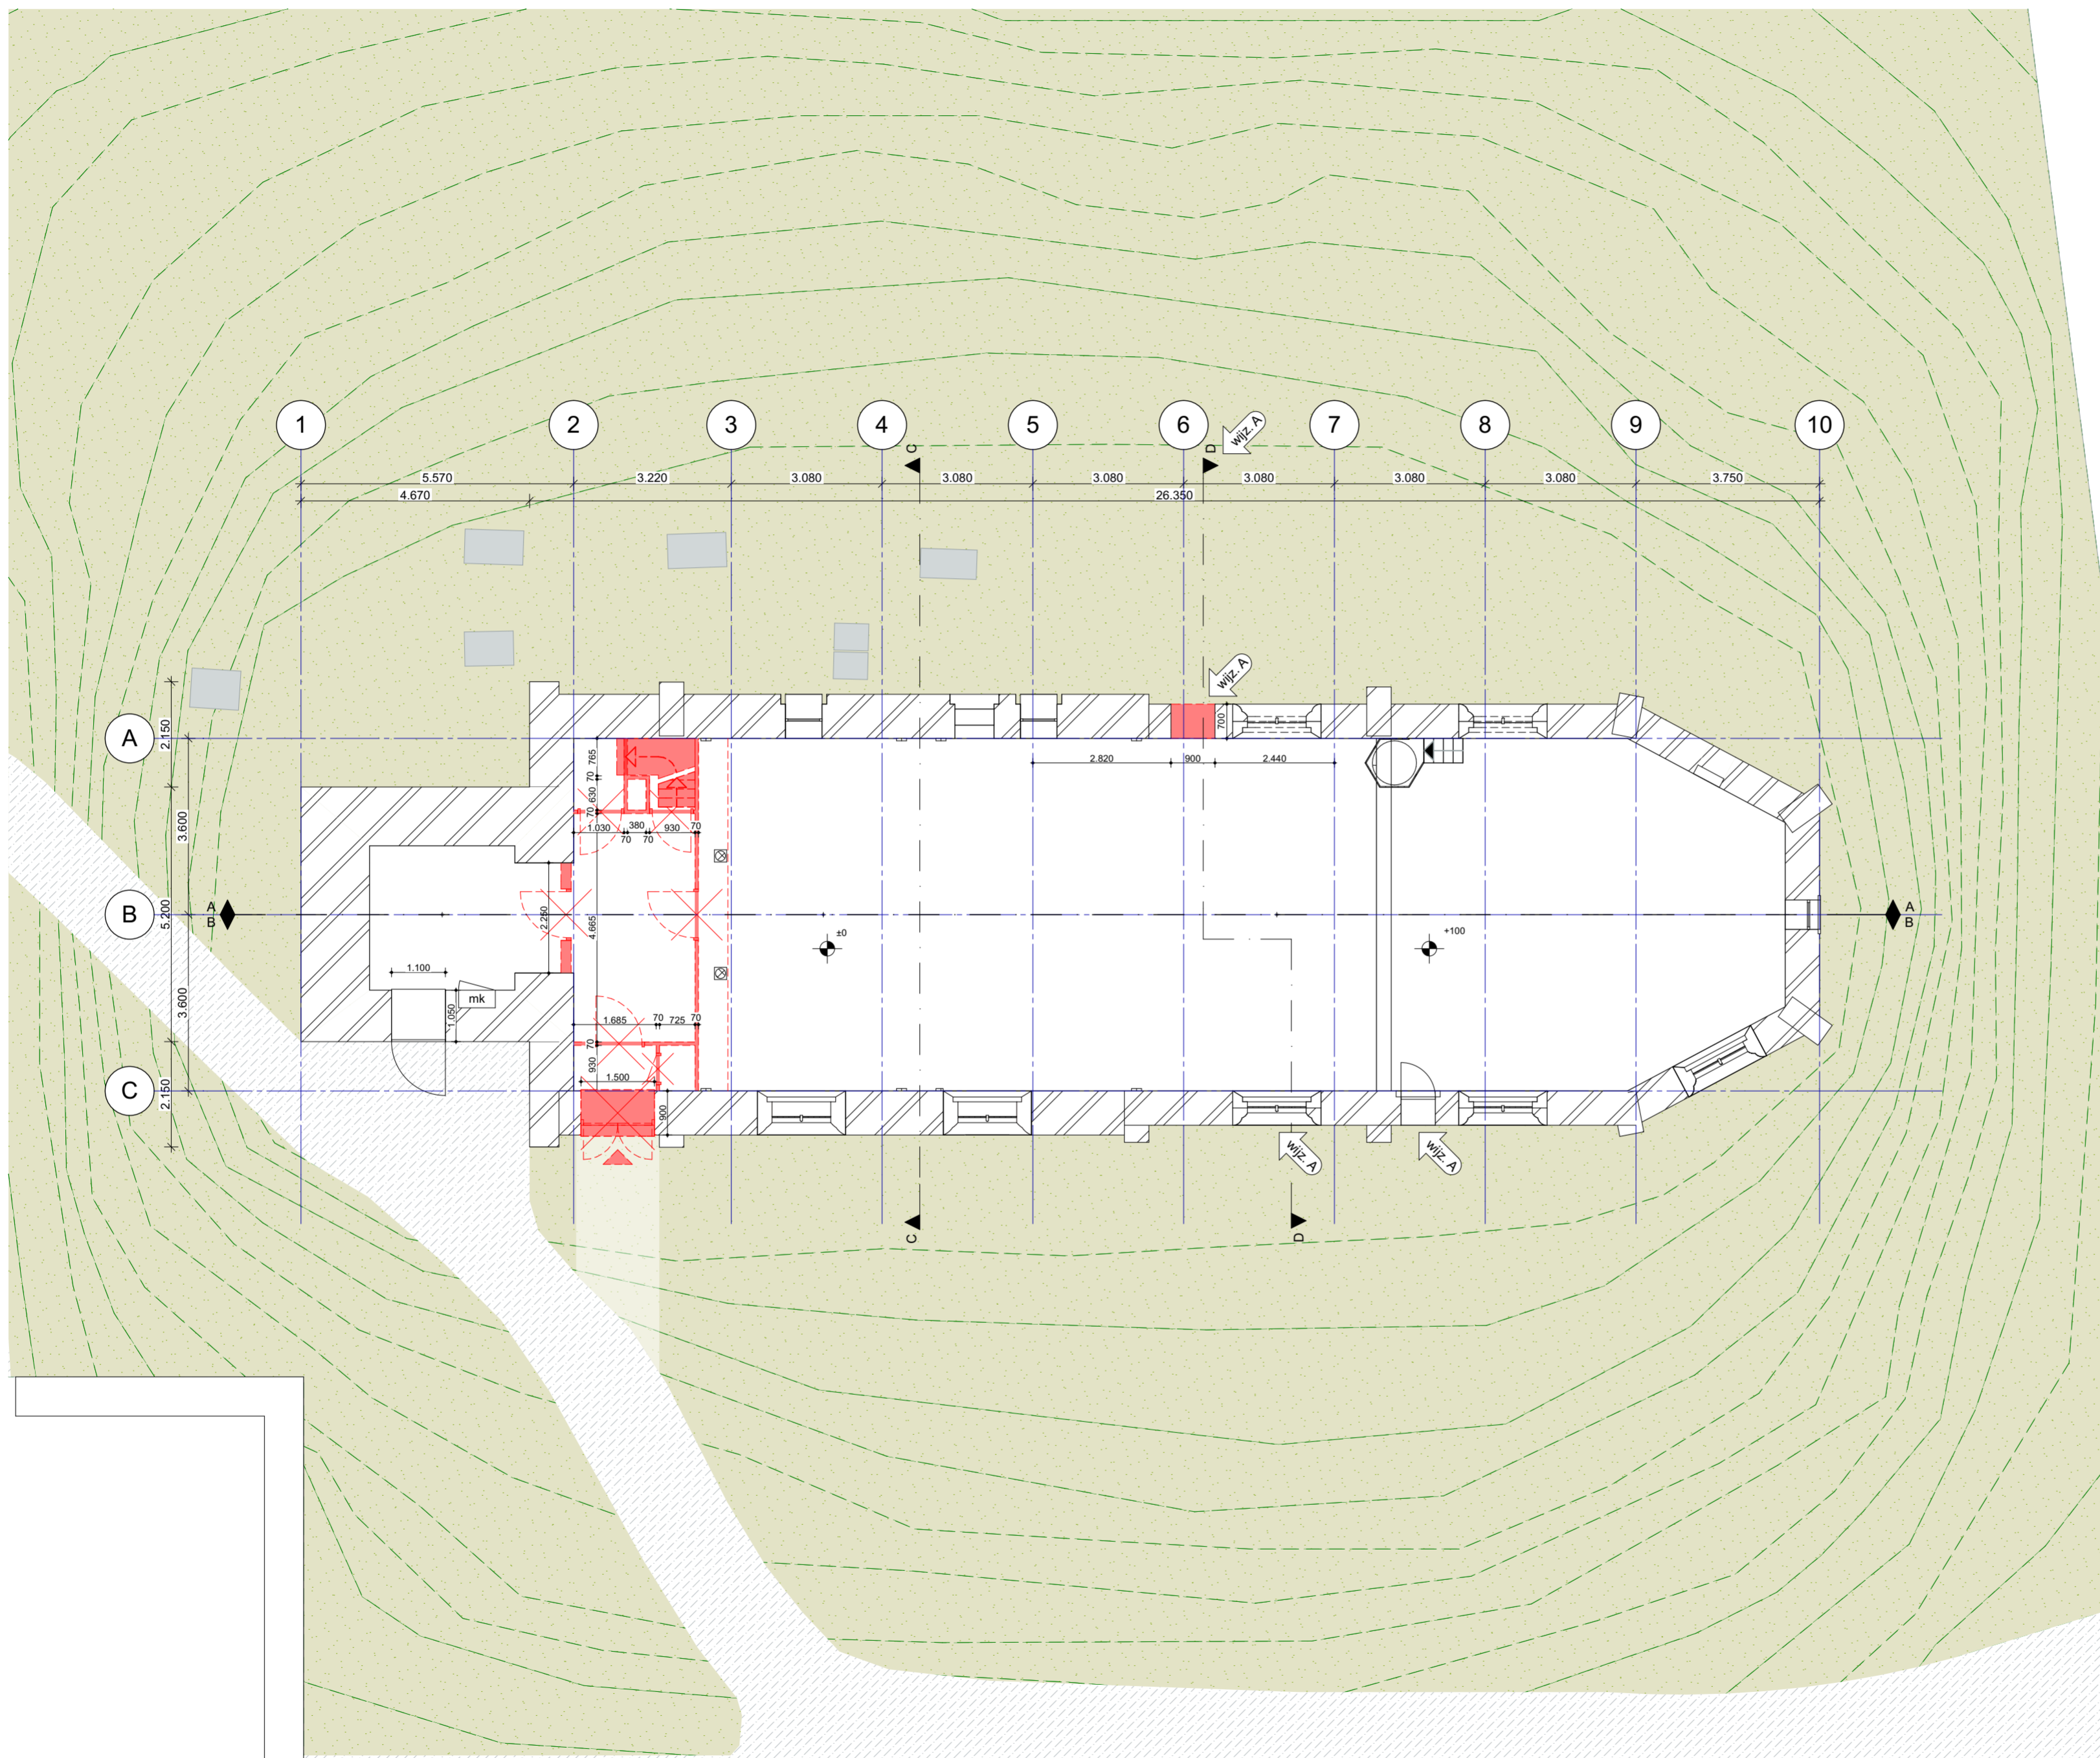 1 2 3 4 5 6 7 8 9 10
wijz. A
C D
5.570 3.220 3.080 3.080 3.080 3.080 3.080 3.080 3.750
4.670 26.350
wijz. A
A
2.150
700
765
70
2.820 900 2.440
630
70
3.600
1.030 380 930 70
70 70
B
A
B
5.200
2.250
4.665
±0
+100
A
B
1.100
mk
1.050
3.600
1.685 70 725 70
70
930
1.500
900
C
2.150
wijz. A
wijz. A
C D